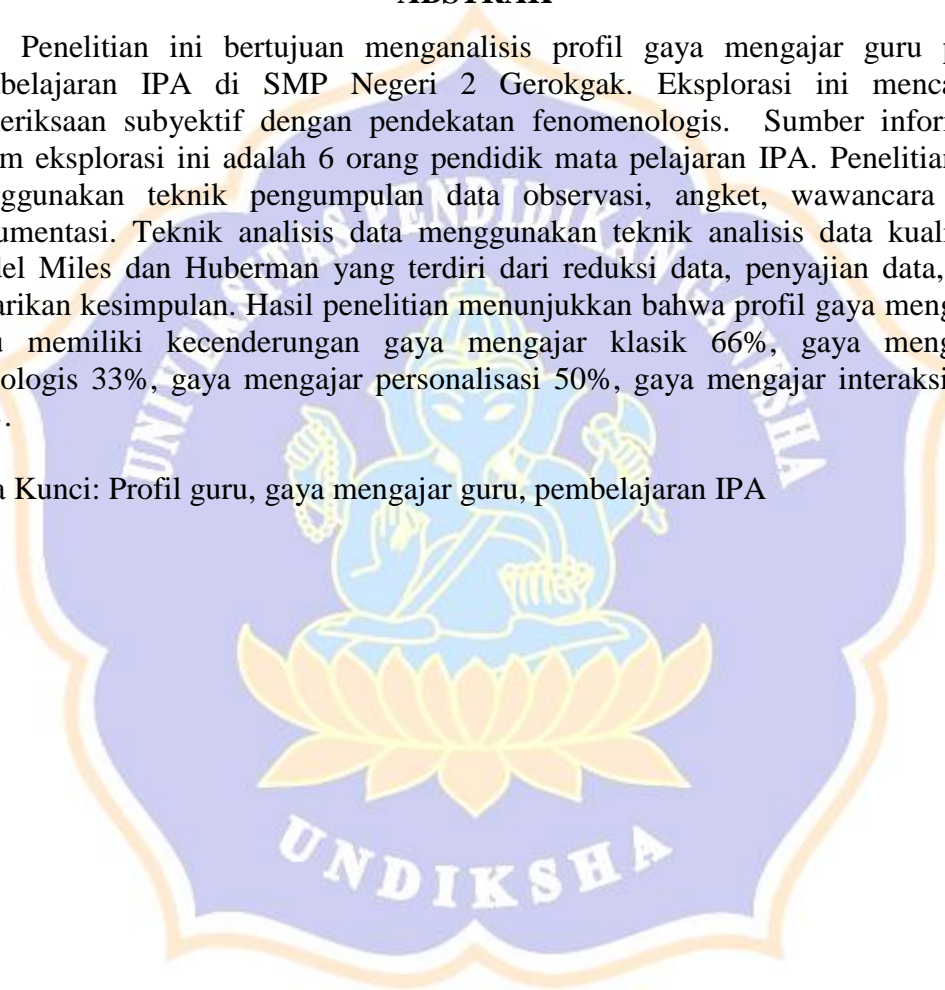 ABSTRAK
Penelitian ini bertujuan menganalisis profil gaya mengajar guru p
belajaran IPA di SMP Negeri 2 Gerokgak. Eksplorasi ini menca
eriksaan subyektif dengan pendekatan fenomenologis. Sumber infor
m eksplorasi ini adalah 6 orang pendidik mata pelajaran IPA. Penelitian
ggunakan teknik pengumpulan data observasi, angket, wawancara
umentasi. Teknik analisis data menggunakan teknik analisis data kuali
del Miles dan Huberman yang terdiri dari reduksi data, penyajian data,
arikan kesimpulan. Hasil penelitian menunjukkan bahwa profil gaya meng
u memiliki kecenderungan gaya mengajar klasik 66%, gaya meng
ologis 33%, gaya mengajar personalisasi 50%, gaya mengajar interaksi
.
a Kunci: Profil guru, gaya mengajar guru, pembelajaran IPA
UNIVERSITAS PENDIDIKAN GANESHA
UNDIKSHA